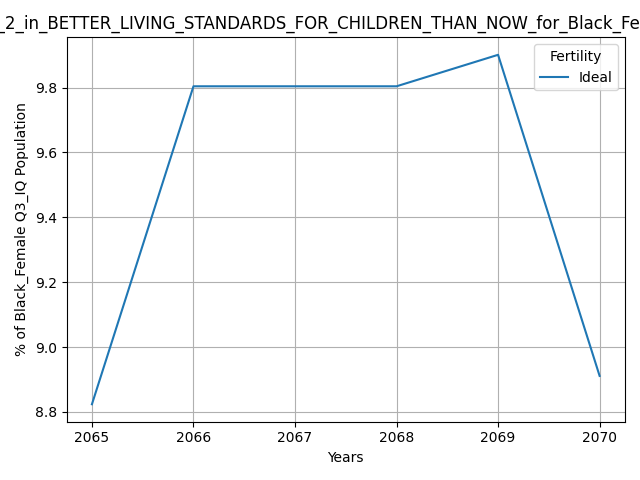 _2_in_BETTER_LIVING_STANDARDS_FOR_CHILDREN_THAN_NOW_for_Black_Fe
Fertility
Ideal
% of Black_Female Q3_IQ Population
9.8
9.6
9.4
9.2
9.0
8.8
2065 2066 2067 2068 2069 2070
Years